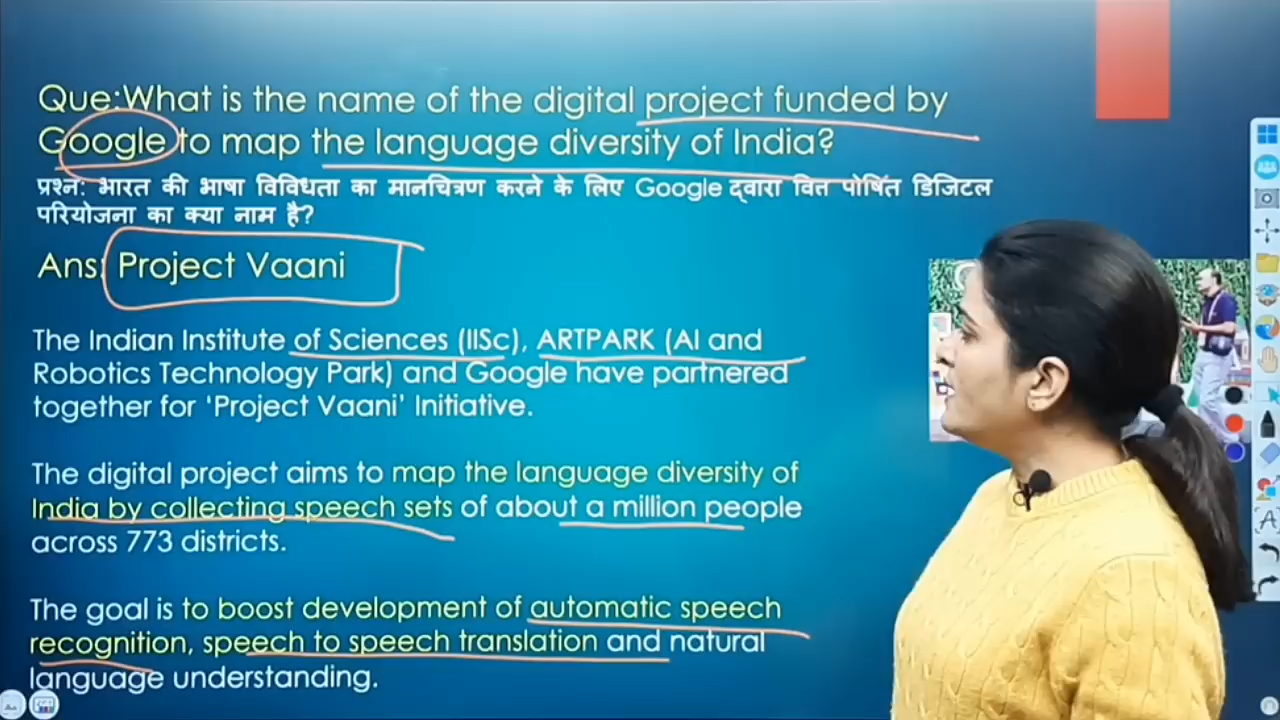 Que:What is the name of the digital project funded by
Google to map the language diversity of India?
प्रश्न: भारत की भाषा विविधता का मानचित्रण करने के लिए Google द्वारा वित्त पोषित डिजिटल
परियोजना का क्या नाम है?
Ans: Project Vaani
The Indian Institute of Sciences (IISc), ARTPARK (AI and
Robotics Technology Park) and Google have partnered
together for ‘Project Vaani’ Initiative.
The digital project aims to map the language diversity of
India by collecting speech sets of about a million people
across 773 districts.
The goal is to boost development of automatic speech
recognition, speech to speech translation and natural
language understanding.